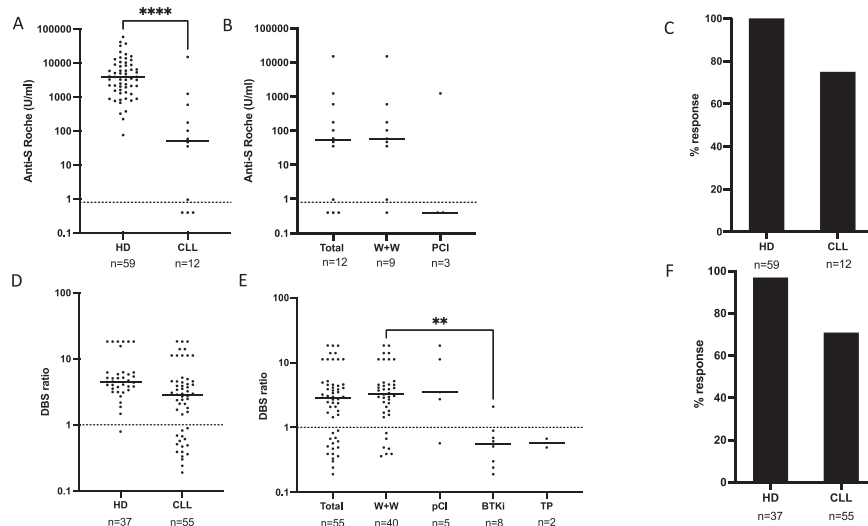 A
****
100000
10000
1000
100
10
1
0.1
Anti-S Roche (U/ml)
HD
CLL
n=59
n=12
B
100000
10000
1000
100
10
1
0.1
Anti-S Roche (U/ml)
Total
W+W
PCI
n=12
n=9
n=3
C
100
80
60
40
20
0
% response
HD
CLL
n=59
n=12
D
100
10
1
0.1
DBS ratio
HD
CLL
n=37
n=55
E
**
100
10
1
0.1
DBS ratio
Total
W+W
pCI
BTKi
TP
n=55
n=40
n=5
n=8
n=2
F
100
80
60
40
20
0
% response
HD
CLL
n=37
n=55